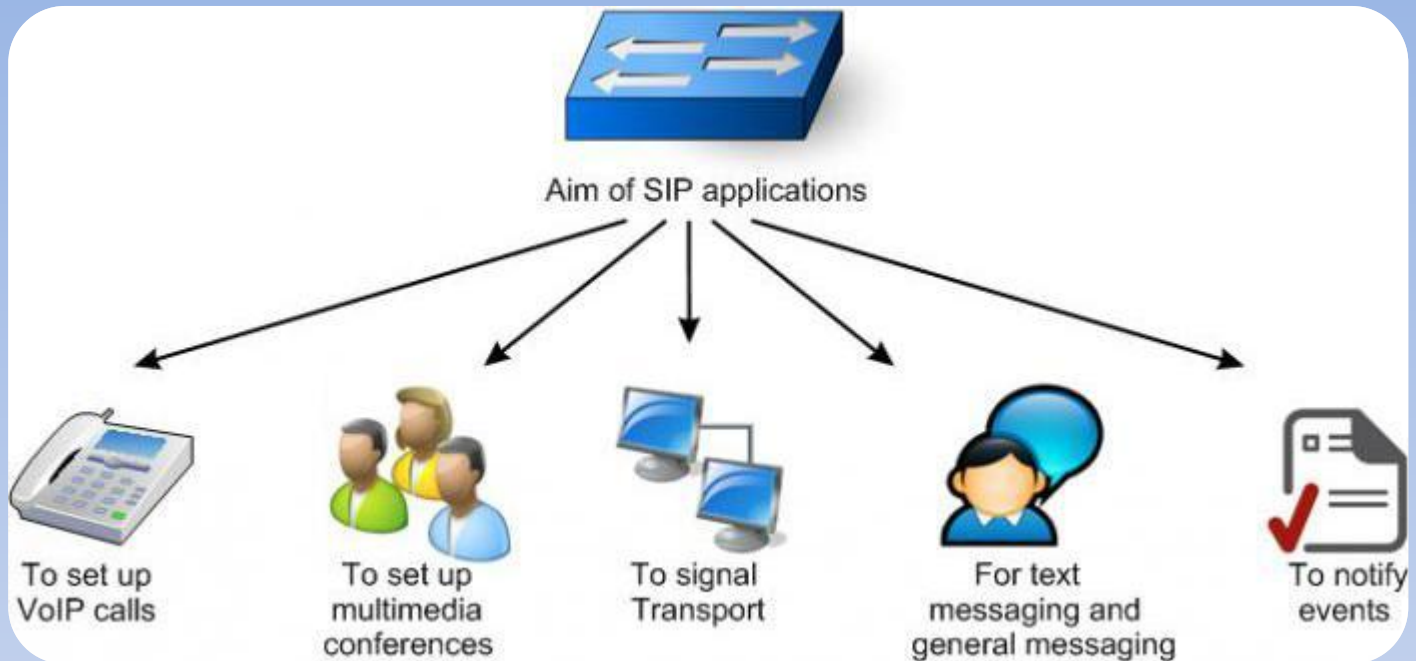 Aim of SIP applications
To set up
VoIP calls
To set up
multimedia
conferences
To signal
Transport
For text
messaging and
general messaging
To notify
events